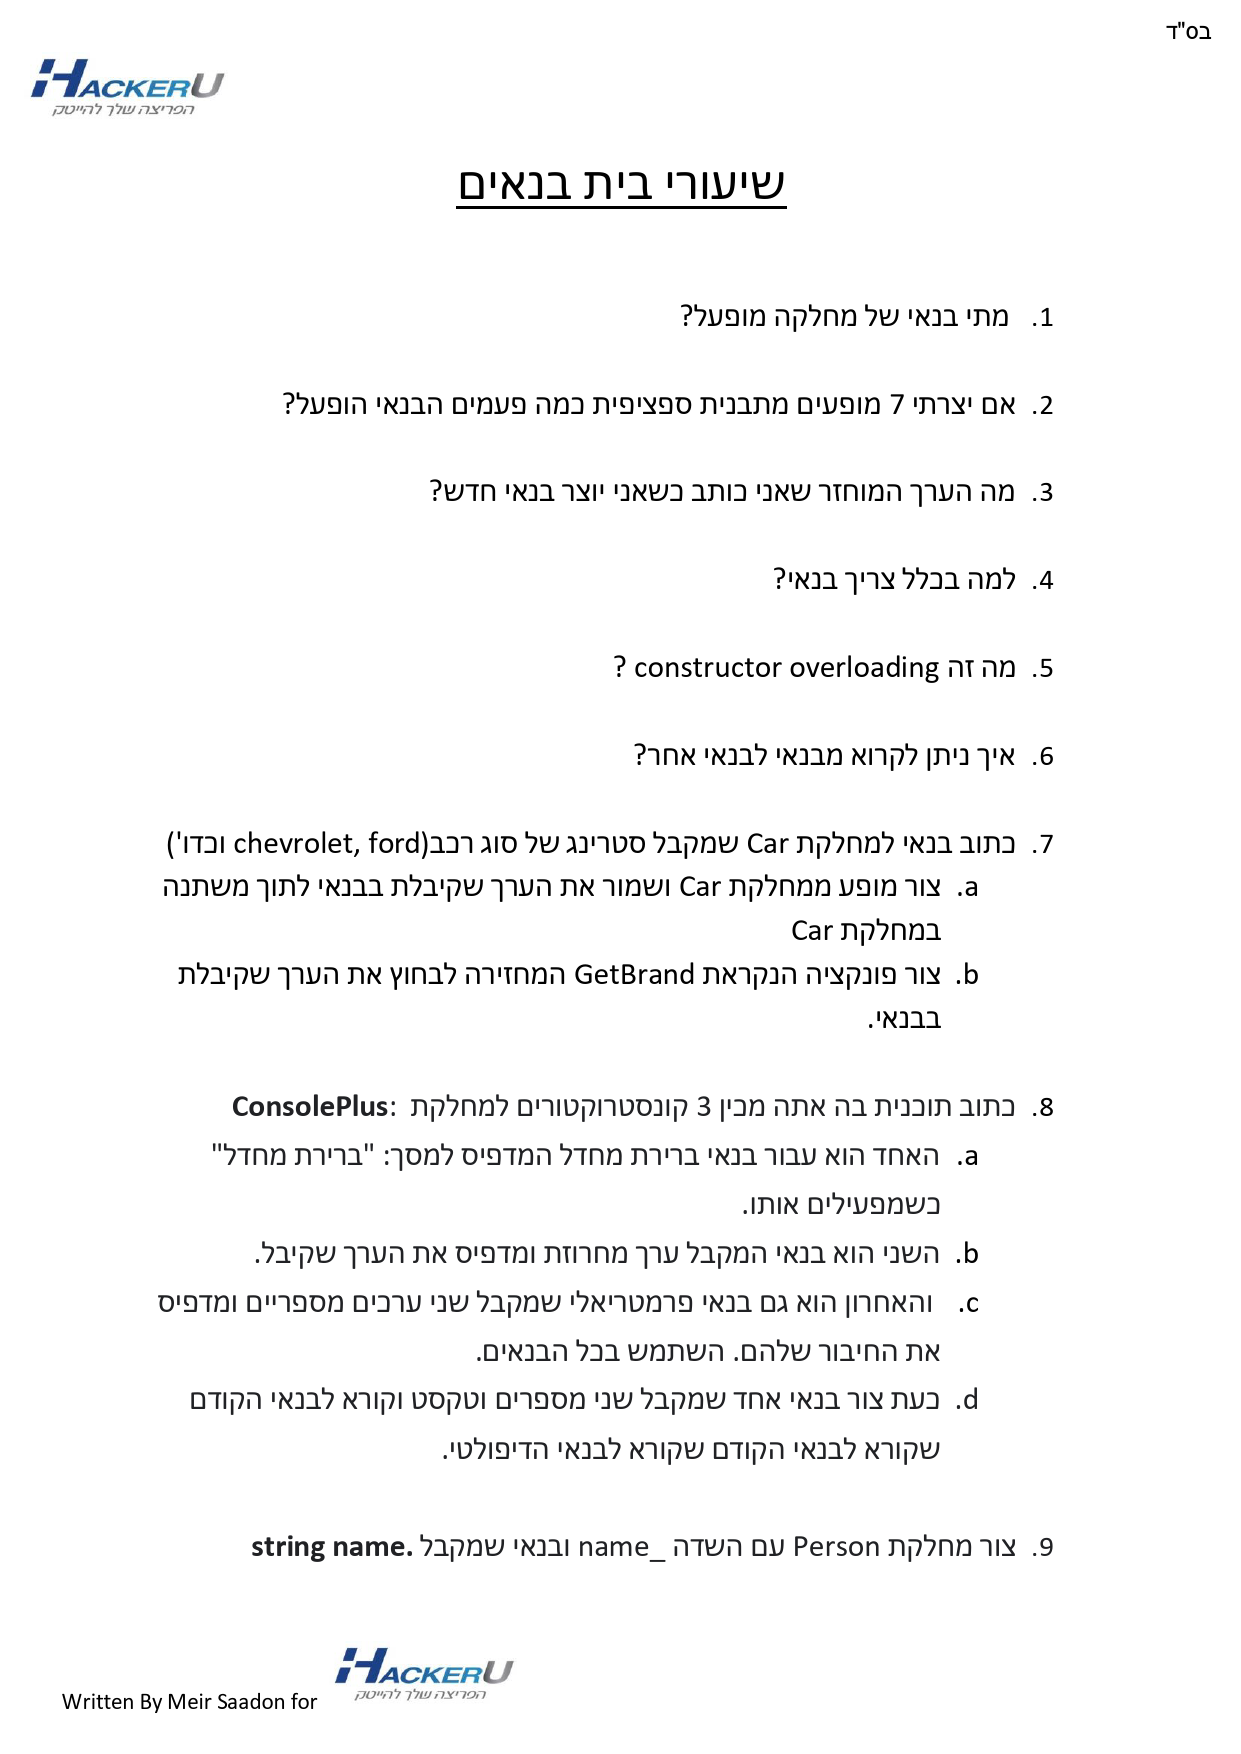 בס"ד
HACKERU
הפריצה שלך להייטק
שיעורי בית בנאים
1. מתי בנאי של מחלקה מופעל?
2. אם יצרתי 7 מופעים מתבנית ספציפית כמה פעמים הבנאי הופעל?
3. מה הערך המוחזר שאני כותב כשאני יוצר בנאי חדש?
4. למה בכלל צריך בנאי?
5. מה זה constructor overloading ?
6. איך ניתן לקרוא מבנאי לבנאי אחר?
7. כתוב בנאי למחלקת Car שמקבל סטרינג של סוג רכב(chevrolet, ford וכדו')
a. צור מופע ממחלקת Car ושמור את הערך שקיבלת בבנאי לתוך משתנה
במחלקת Car
b. צור פונקציה הנקראת GetBrand המחזירה לבחוץ את הערך שקיבלת
בבנאי.
8. כתוב תוכנית בה אתה מכין 3 קונסטרוקטורים למחלקת ConsolePlus:
a. האחד הוא עבור בנאי ברירת מחדל המדפיס למסך: "ברירת מחדל"
כשמפעילים אותו.
b. השני הוא בנאי המקבל ערך מחרוזת ומדפיס את הערך שקיבל.
c. והאחרון הוא גם בנאי פרמטריאלי שמקבל שני ערכים מספריים ומדפיס
את החיבור שלהם. השתמש בכל הבנאים.
d. כעת צור בנאי אחד שמקבל שני מספרים וטקסט וקורא לבנאי הקודם
שקורא לבנאי הקודם שקורא לבנאי הדיפולטי.
9. צור מחלקת Person עם השדה _name ובנאי שמקבל string name.
HACKERU
הפריצה שלך להייטק
Written By Meir Saadon for